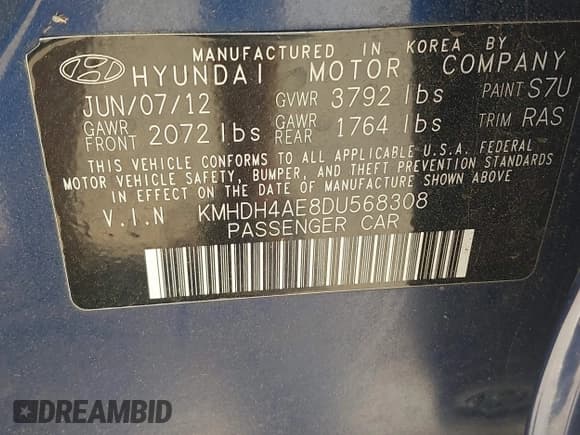 MANUFACTURED IN KOREA BY
HYUNDAI MOTOR COMPANY
JUN/07/12 GVWR 3792 lbs PAINT S7U
GAWR FRONT 2072 lbs GAWR REAR 1764 lbs TRIM RAS
THIS VEHICLE CONFORMS TO ALL APPLICABLE U.S.A. FEDERAL
MOTOR VEHICLE SAFETY, BUMPER, AND THEFT PREVENTION STANDARDS
IN EFFECT ON THE DATE OF MANUFACTURE SHOWN ABOVE.
V.I.N KMHDH4AE8DU568308
PASSENGER CAR
DREAMBID